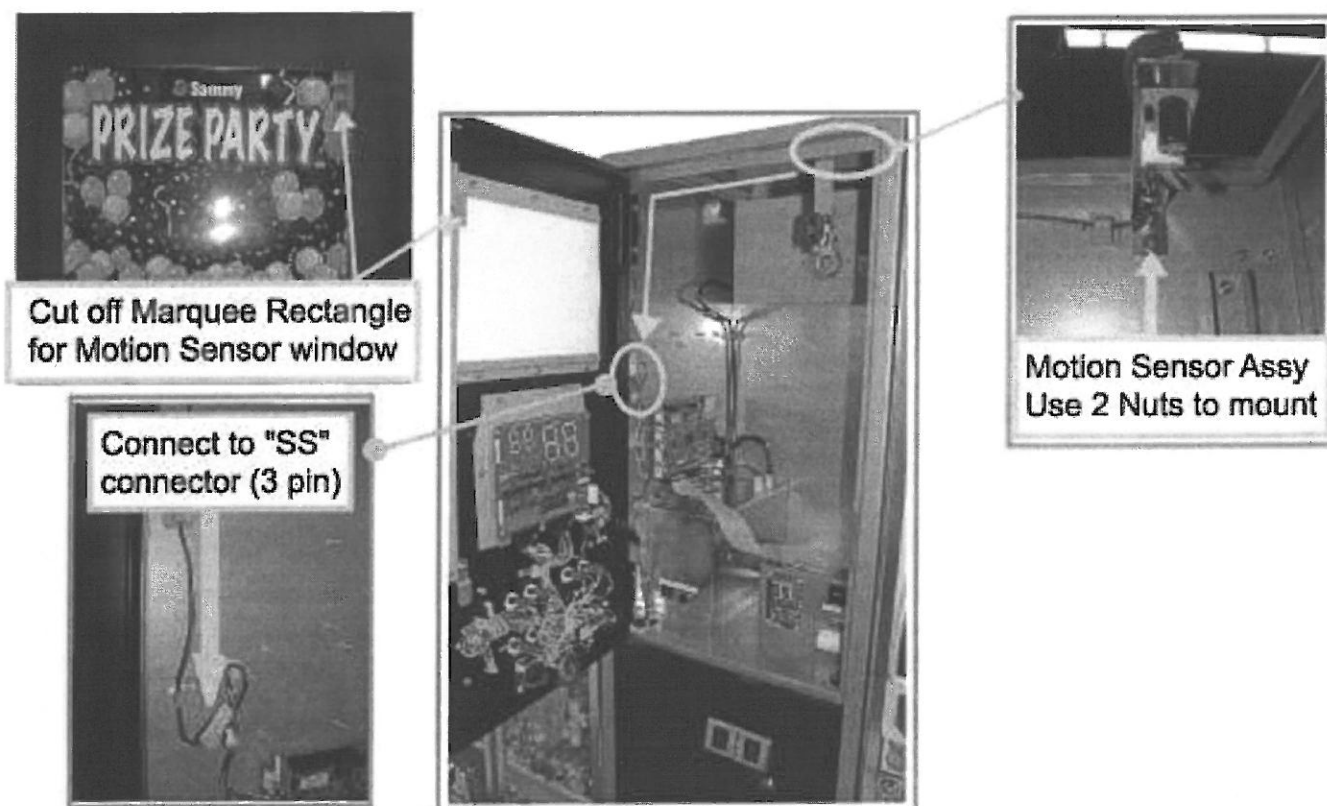 Sammy
PRIZE PARTY
Cut off Marquee Rectangle
for Motion Sensor window
Connect to "SS"
connector (3 pin)
Motion Sensor Assy
Use 2 Nuts to mount